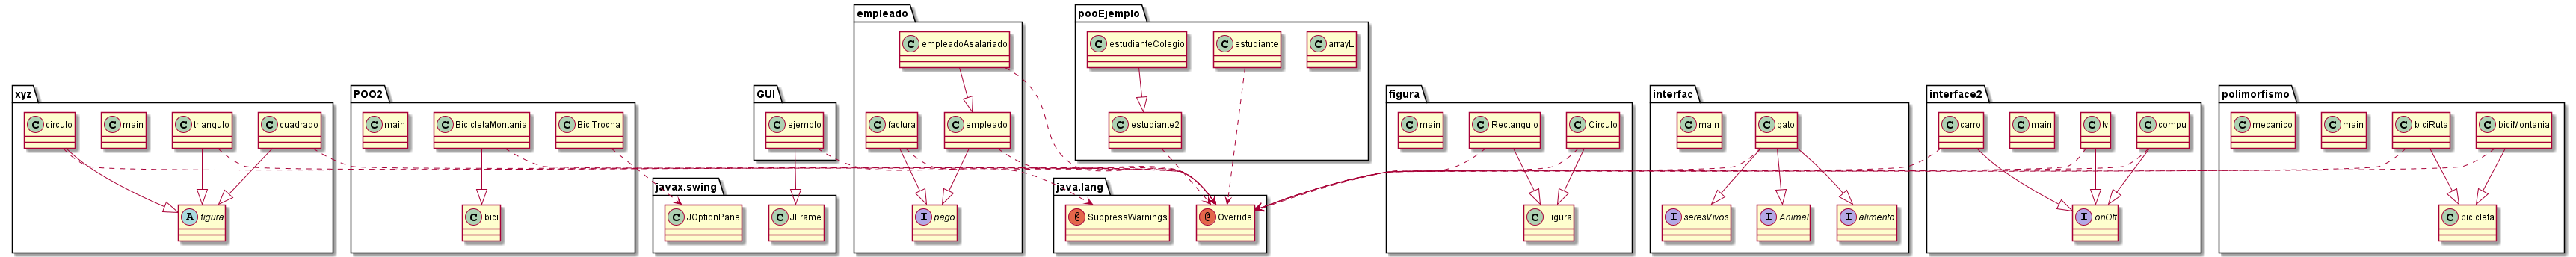 empleado
pooEjemplo
C empleadoAsalariado
C estudianteColegio
C estudiante
C arrayL
xyz
POO2
GUI
figura
interfac
interface2
polimorfismo
C circulo
C main
C triangulo
C cuadrado
C main
C BicicletaMontania
C BiciTrocha
C ejemplo
C factura
C empleado
C estudiante2
C main
C Rectangulo
C Circulo
C main
C gato
C carro
C main
C tv
C compu
C mecanico
C main
C biciRuta
C biciMontania
javax.swing
java.lang
A figura
C bici
C JOptionPane
C JFrame
I pago
@ SuppressWarnings
@ Override
C Figura
I seresVivos
I Animal
I alimento
I onOff
C bicicleta